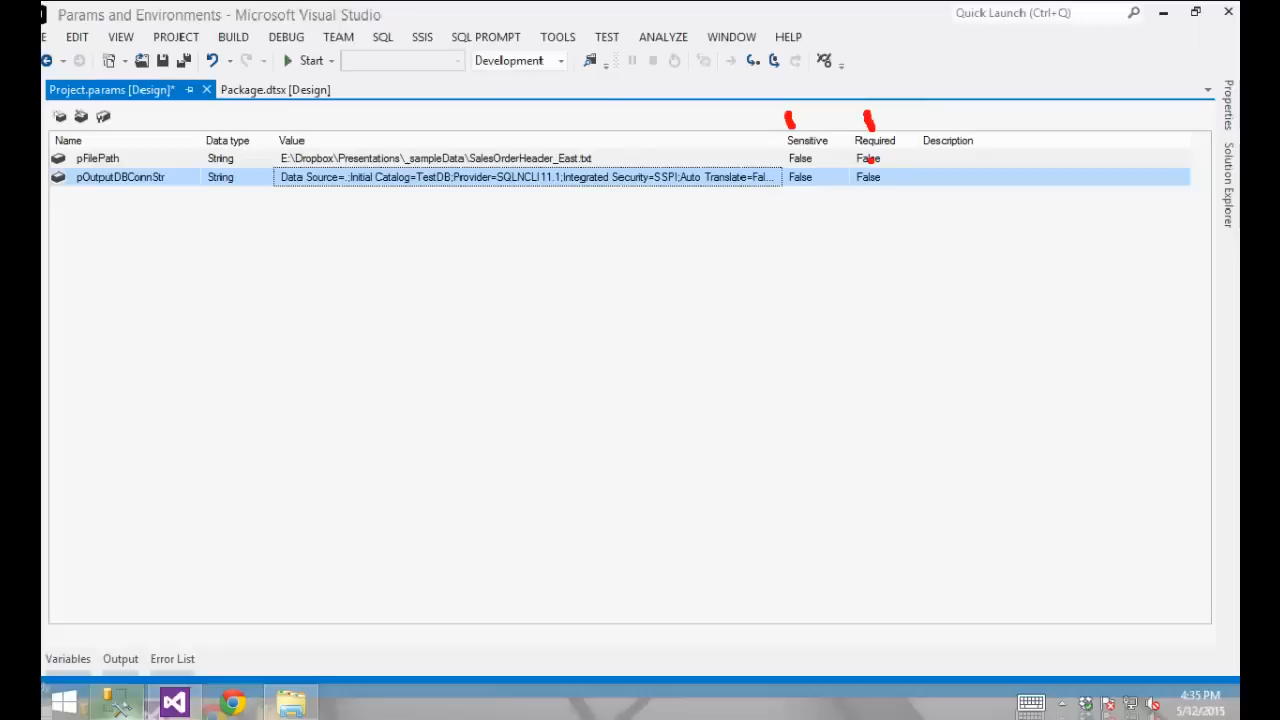 Params and Environments - Microsoft Visual Studio
Quick Launch (Ctrl+Q)
E EDIT VIEW PROJECT BUILD DEBUG TEAM SQL SSIS SQL PROMPT TOOLS TEST ANALYZE WINDOW HELP
Start Development
Project.params [Design]* Package.dtsx [Design]
Name Data type Value Sensitive Required Description
pFilePath String E:\Dropbox\Presentations\_sampleData\SalesOrderHeader_East.txt False False
pOutputDBConnStr String Data Source=.;Initial Catalog=TestDB;Provider=SQLNCLI11.1;Integrated Security=SSPI;Auto Translate=Fal... False False
Properties
Solution Explorer
Variables Output Error List
4:35 PM
5/12/2015